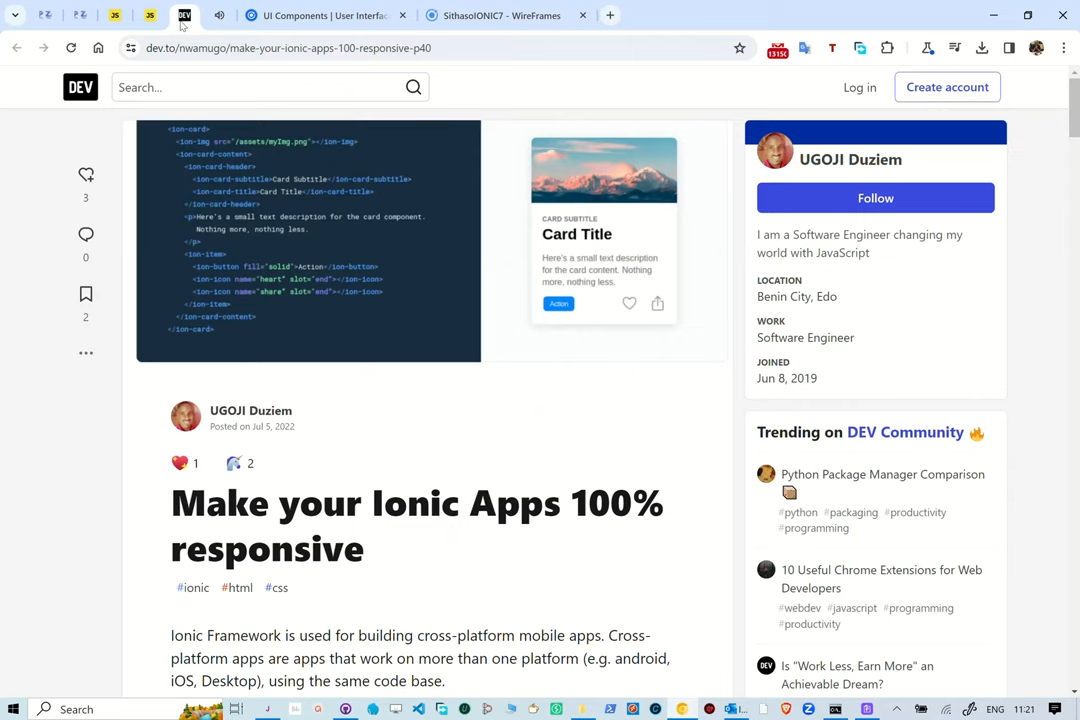 JS
JS
DEV
UI Components | User Interfac
SithasoIONIC7 - WireFrames
dev.to/nwamugo/make-your-ionic-apps-100-responsive-p40
1315C
T
DEV
Search...
Log in
Create account
<ion-card>
<ion-img src="/assets/myImg.png"></ion-img>
<ion-card-content>
<ion-card-header>
<ion-card-subtitle>Card Subtitle</ion-card-subtitle>
<ion-card-title>Card Title</ion-card-title>
</ion-card-header>
<p>Here's a small text description for the card component.
Nothing more, nothing less.
</p>
<ion-item>
<ion-button fill="solid">Action</ion-button>
<ion-icon name="heart" slot="end"></ion-icon>
<ion-icon name="share" slot="end"></ion-icon>
</ion-item>
</ion-card-content>
</ion-card>
CARD SUBTITLE
Card Title
Here's a small text description
for the card content. Nothing
more, nothing less.
Action
3
0
2
UGOJI Duziem
Follow
I am a Software Engineer changing my
world with JavaScript
LOCATION
Benin City, Edo
WORK
Software Engineer
JOINED
Jun 8, 2019
UGOJI Duziem
Posted on Jul 5, 2022
1
2
Make your Ionic Apps 100%
responsive
#ionic #html #css
Ionic Framework is used for building cross-platform mobile apps. Cross-
platform apps are apps that work on more than one platform (e.g. android,
iOS, Desktop), using the same code base.
Trending on DEV Community
Python Package Manager Comparison
#python #packaging #productivity
#programming
10 Useful Chrome Extensions for Web
Developers
#webdev #javascript #programming
#productivity
DEV
Is "Work Less, Earn More" an
Achievable Dream?
Search
ENG
11:21